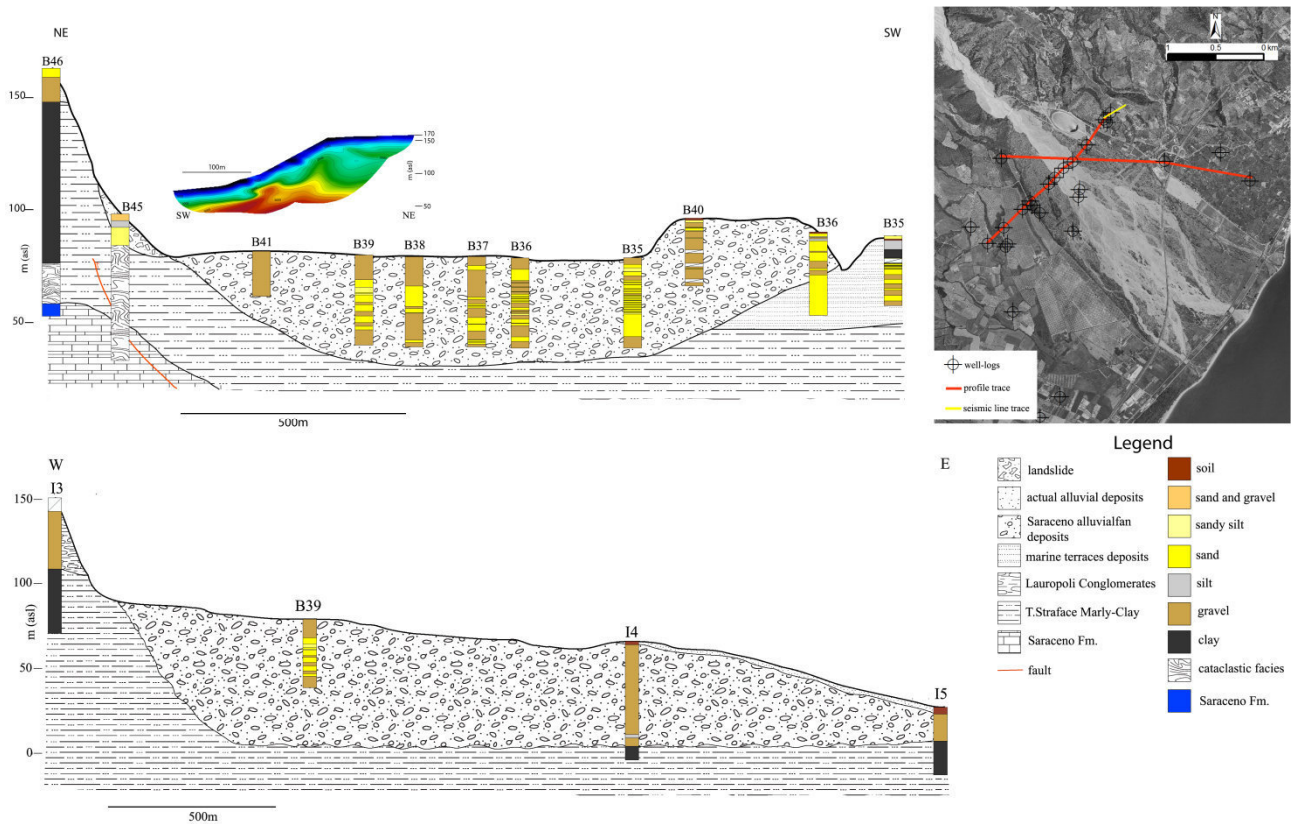 NE
SW
B46
150
100
50
m (asl)
B45
B41
B39
B38
B37
B36
B35
B40
B36
B35
100m
SW
NE
170
150
100
50
m (asl)
500m
N
1
0.5
0 km
well-logs
profile trace
seismic line trace
W
E
I3
150
100
50
0
m (asl)
B39
I4
I5
500m
Legend
landslide
actual alluvial deposits
Saraceno alluvialfan
deposits
marine terraces deposits
Lauropoli Conglomerates
T.Straface Marly-Clay
Saraceno Fm.
fault
soil
sand and gravel
sandy silt
sand
silt
gravel
clay
cataclastic facies
Saraceno Fm.